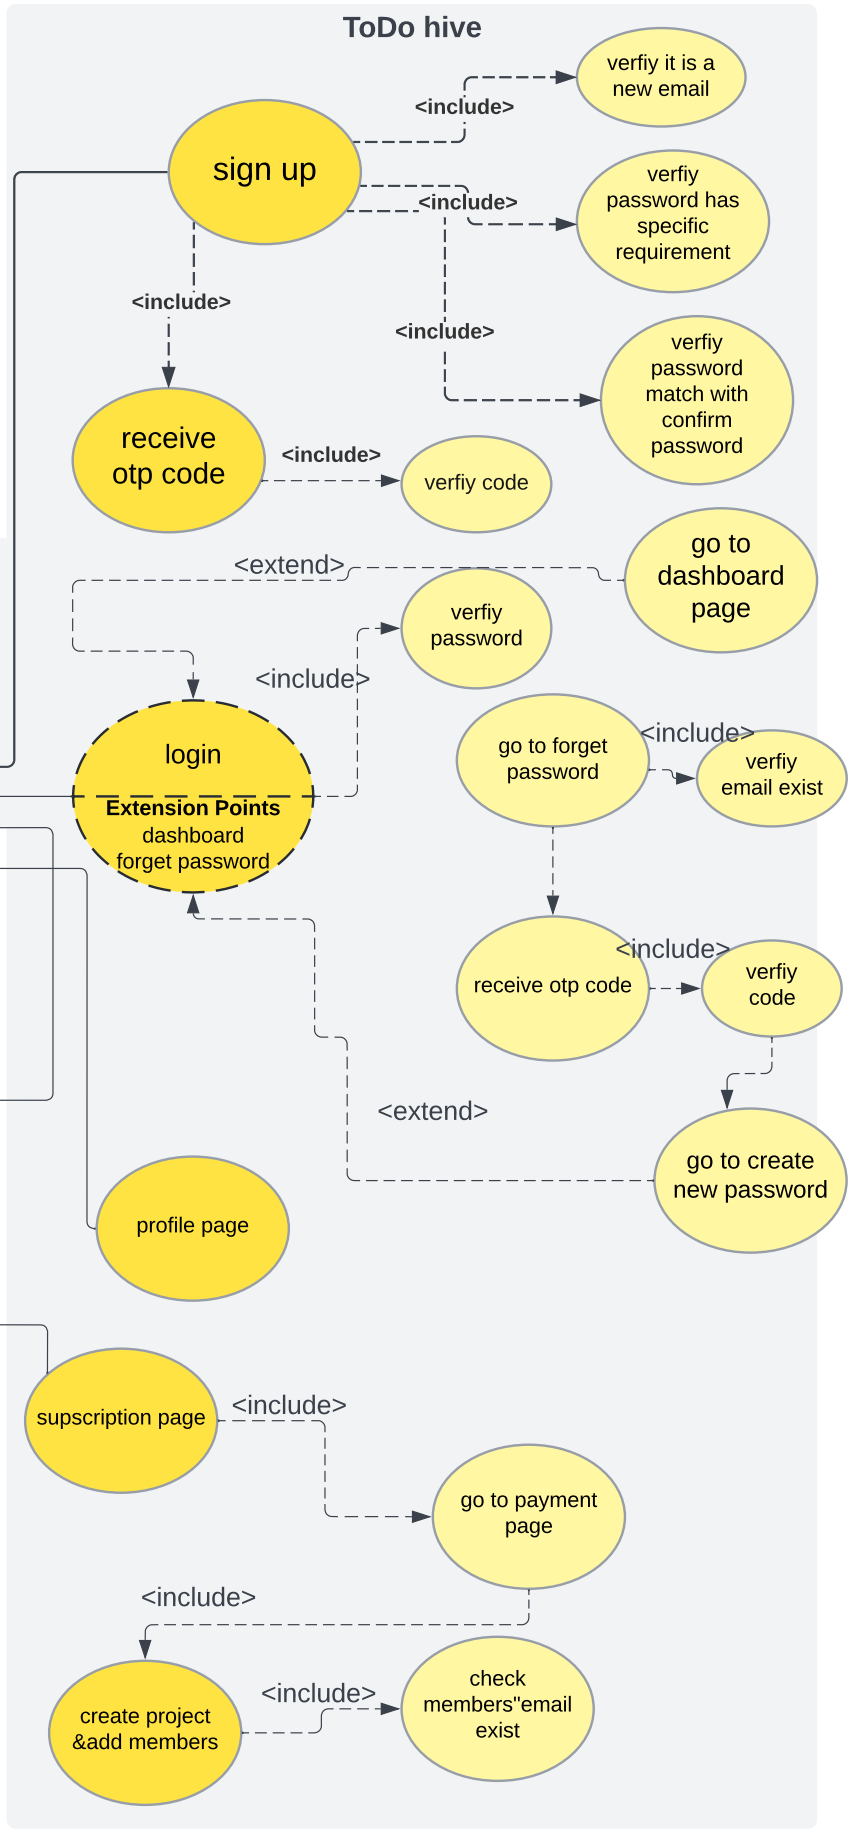 ToDo hive
verfiy it is a
new email
<include>
sign up
verfiy
password has
specific
requirement
<include>
<include>
<include>
verfiy
password
match with
confirm
password
receive
otp code
<include>
verfiy code
go to
dashboard
page
<extend>
verfiy
password
<include>
login
Extension Points
dashboard
forget password
go to forget
password
<include>
verfiy
email exist
receive otp code
<include>
verfiy
code
<extend>
go to create
new password
profile page
supscription page
<include>
go to payment
page
<include>
create project
&add members
<include>
check
members"email
exist